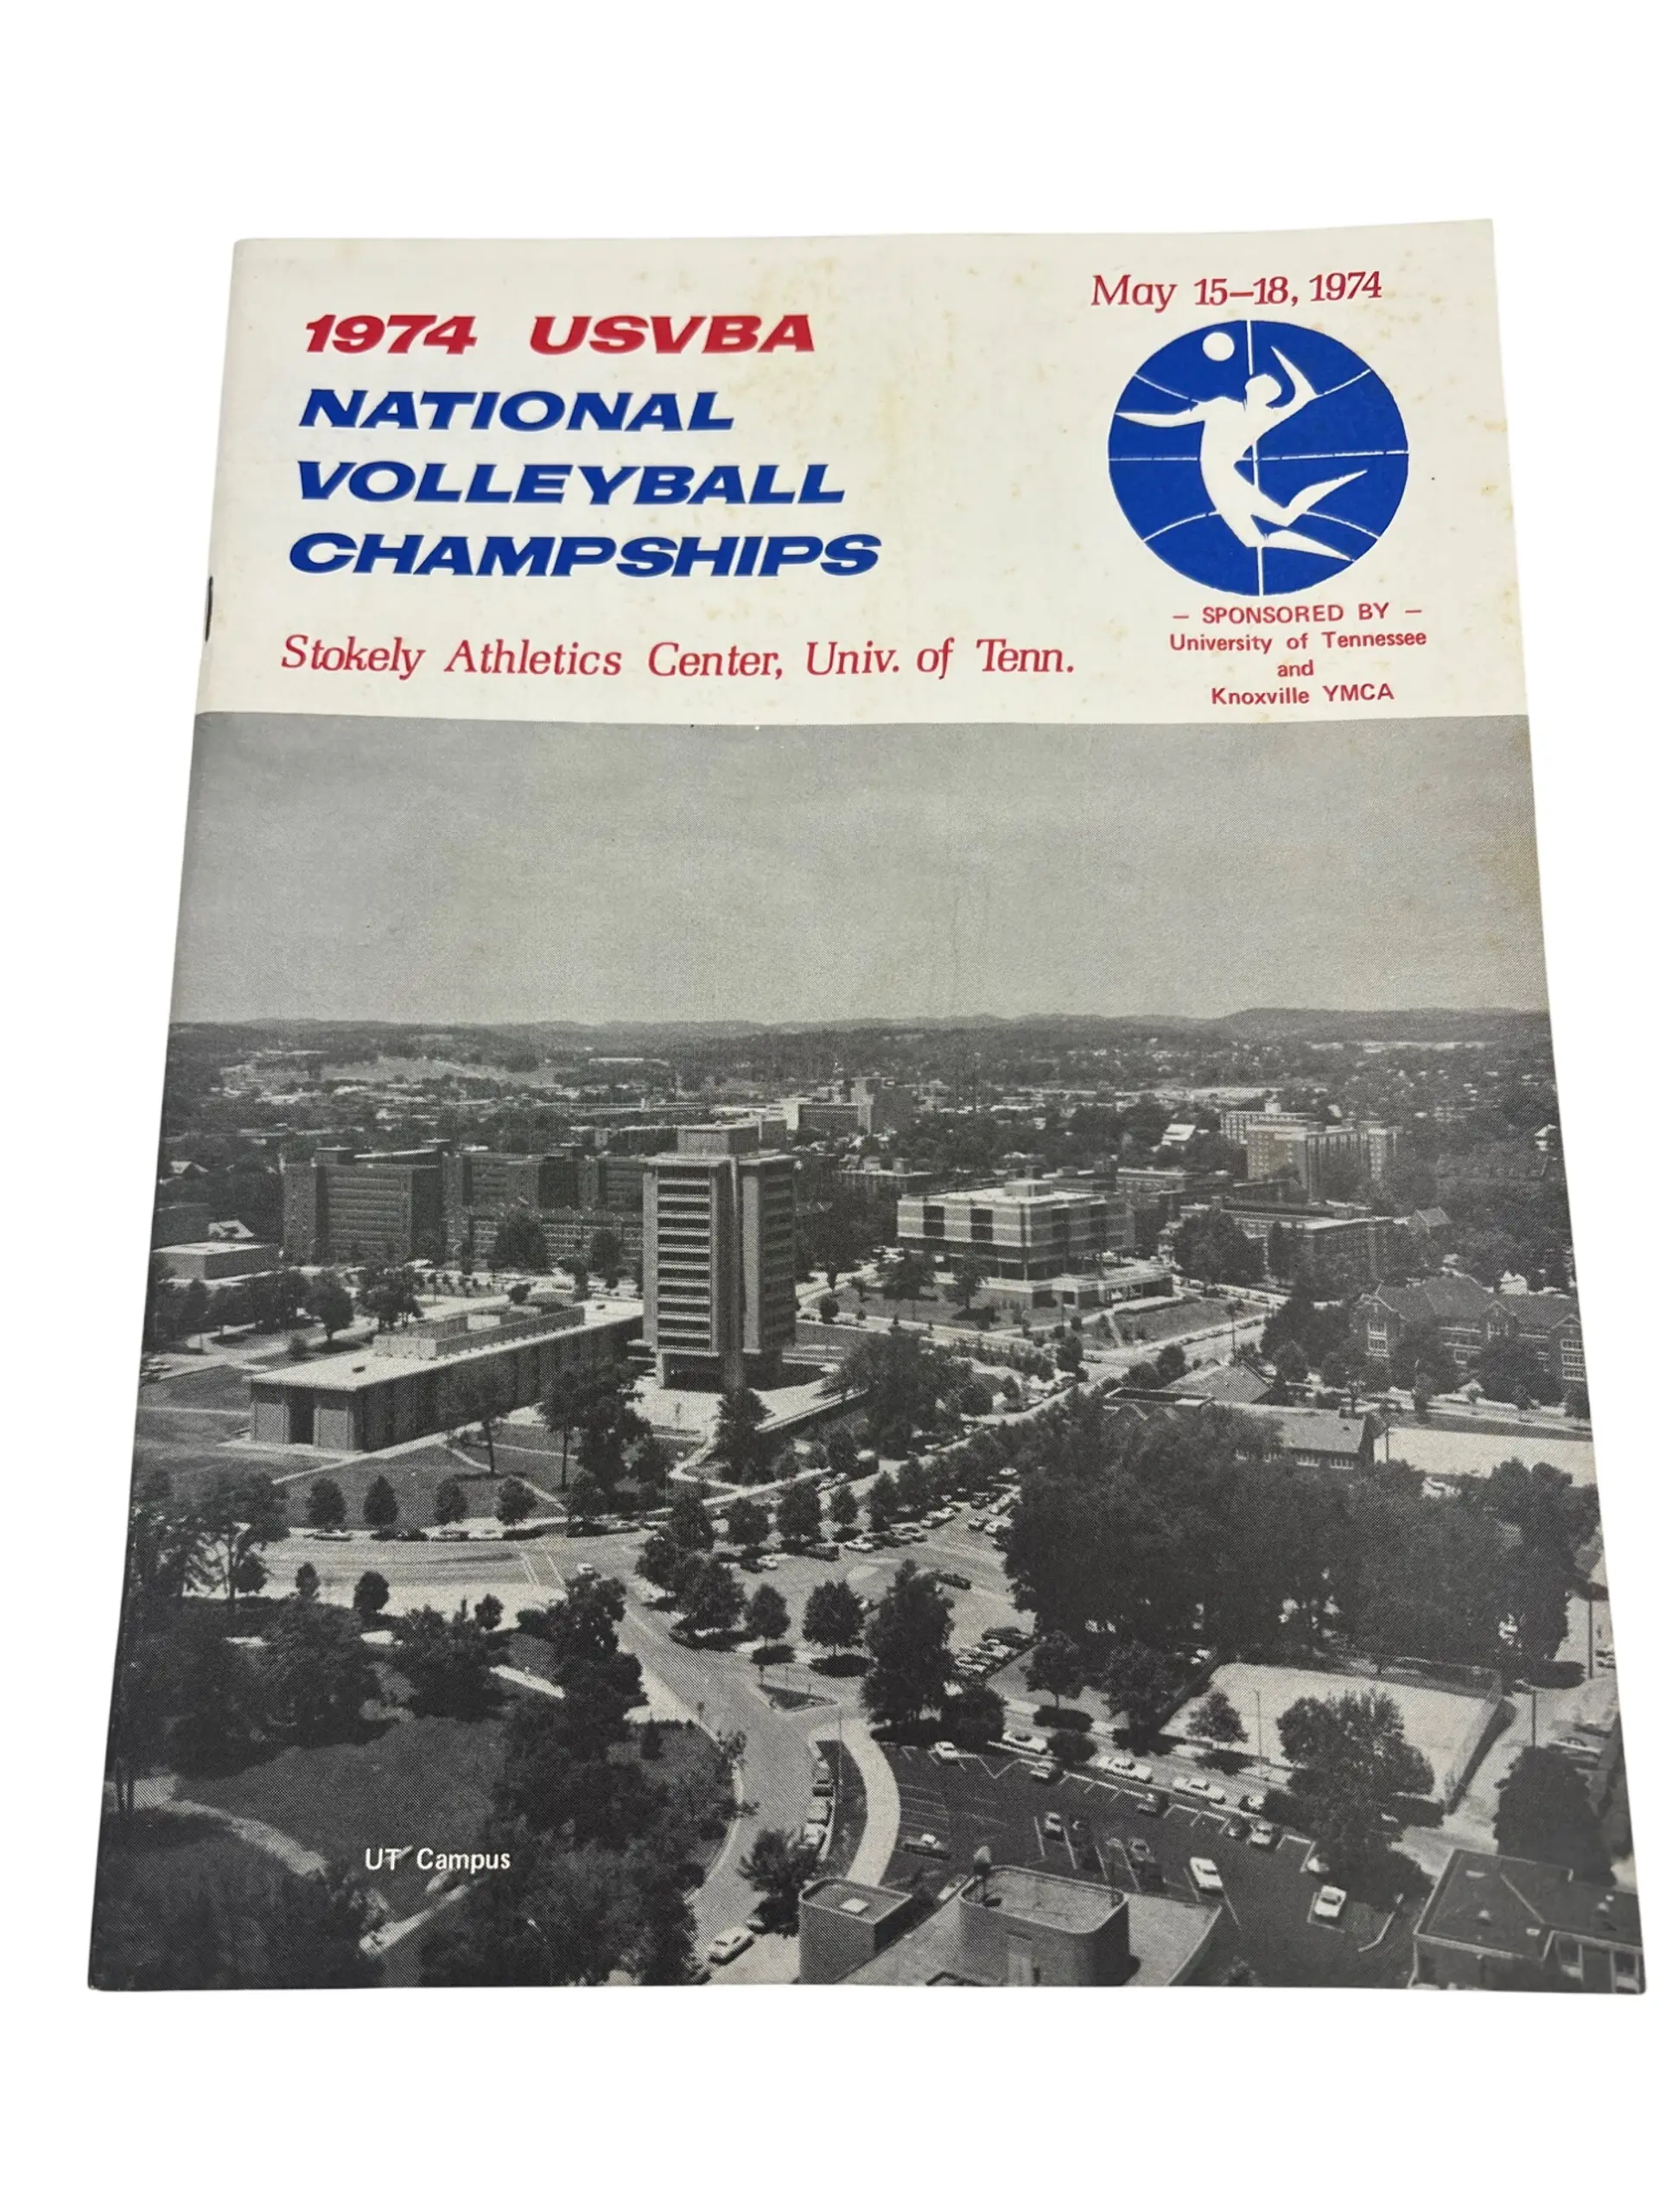 May 15–18, 1974
1974 USVBA
NATIONAL
VOLLEYBALL
CHAMPSHIPS
Stokely Athletics Center, Univ. of Tenn.
— SPONSORED BY —
University of Tennessee
and
Knoxville YMCA
UT Campus